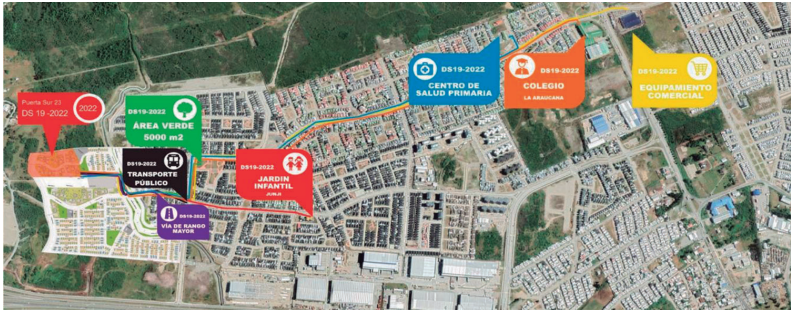 Puerta Sur 23
DS 19 -2022
2022
DS19-2022
ÁREA VERDE
5000 m2
DS19-2022
TRANSPORTE
PÚBLICO
DS19-2022
VÍA DE RANGO
MAYOR
DS19-2022
JARDIN
INFANTIL
JUNJI
DS19-2022
CENTRO DE
SALUD PRIMARIA
DS19-2022
COLEGIO
LA ARAUCANA
DS19-2022
EQUIPAMIENTO
COMERCIAL